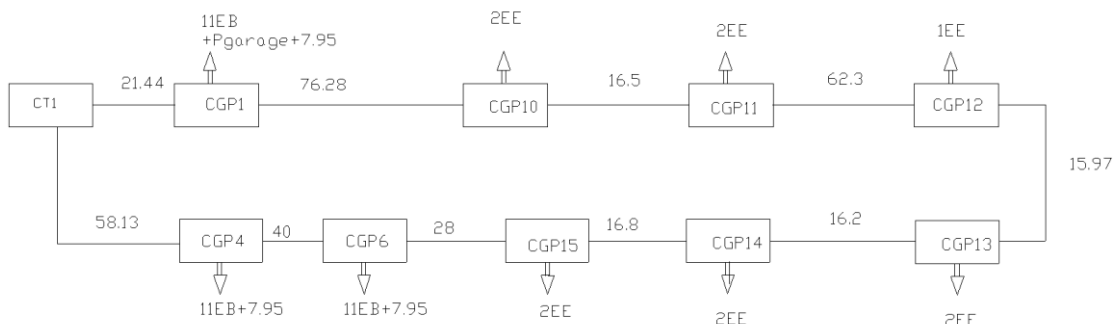 11EB
+Pgarage+7.95
2EE
2EE
1EE
21.44
76.28
16.5
62.3
CT1
CGP1
CGP10
CGP11
CGP12
15.97
58.13
40
28
16.8
16.2
CGP4
CGP6
CGP15
CGP14
CGP13
11EB+7.95
11EB+7.95
2EE
2EE
2EE